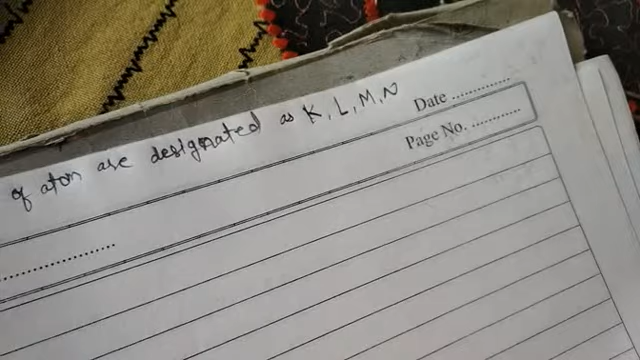 of atom are designated as K, L, M, N
Date ............
Page No. ............